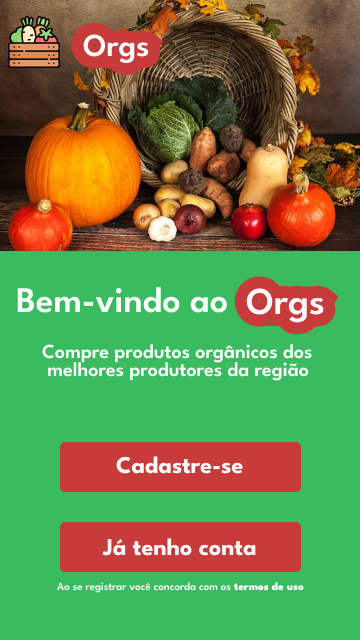 Orgs
Bem-vindo ao Orgs
Compre produtos orgânicos dos
melhores produtores da região
Cadastre-se
Já tenho conta
Ao se registrar você concorda com os termos de uso